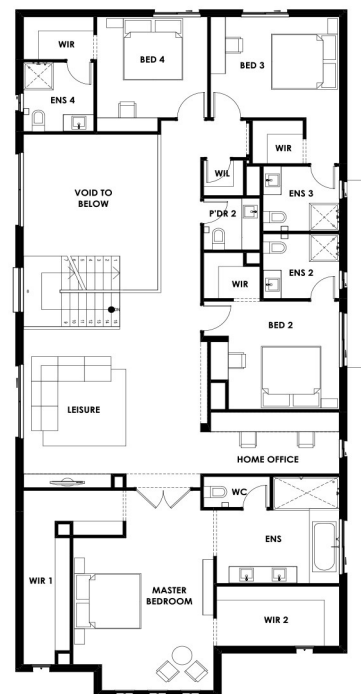 WIR
BED 4
BED 3
ENS 4
WIR
WIL
ENS 3
VOID TO
BELOW
P'DR 2
ENS 2
WIR
BED 2
LEISURE
HOME OFFICE
WC
ENS
WIR 1
MASTER
BEDROOM
WIR 2